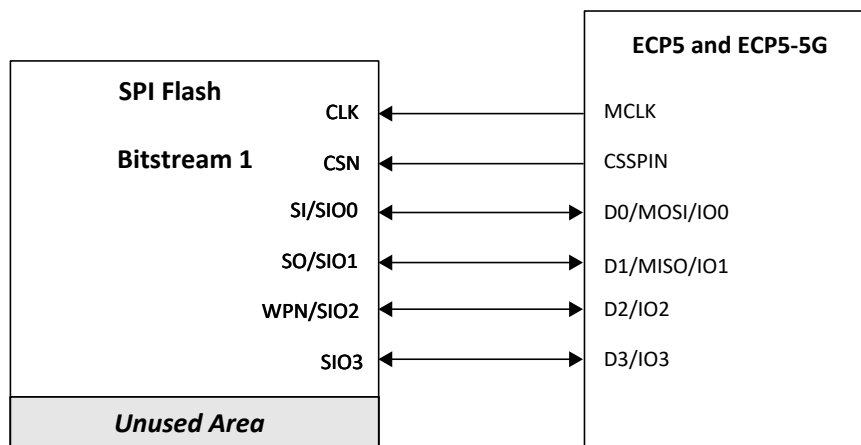 ECP5 and ECP5-5G
SPI Flash
CLK
MCLK
Bitstream 1
CSN
CSSPIN
SI/SIO0
D0/MOSI/IO0
SO/SIO1
D1/MISO/IO1
WPN/SIO2
D2/IO2
SIO3
D3/IO3
Unused Area